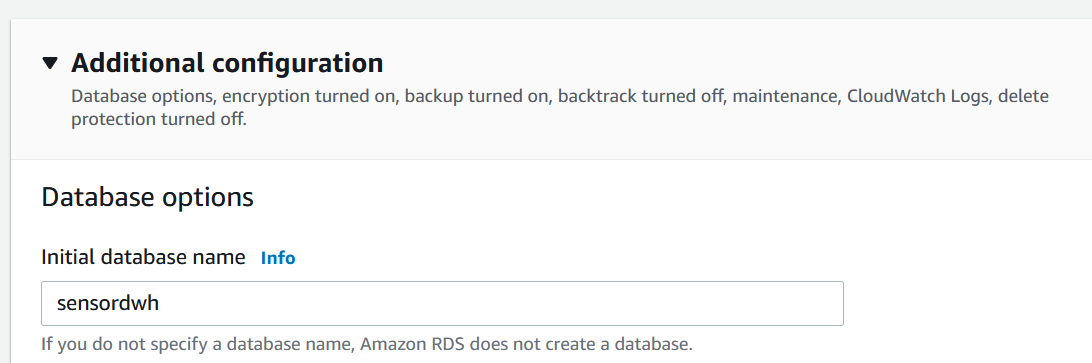 Additional configuration
Database options, encryption turned on, backup turned on, backtrack turned off, maintenance, CloudWatch Logs, delete
protection turned off.
Database options
Initial database name Info
sensordwh
If you do not specify a database name, Amazon RDS does not create a database.